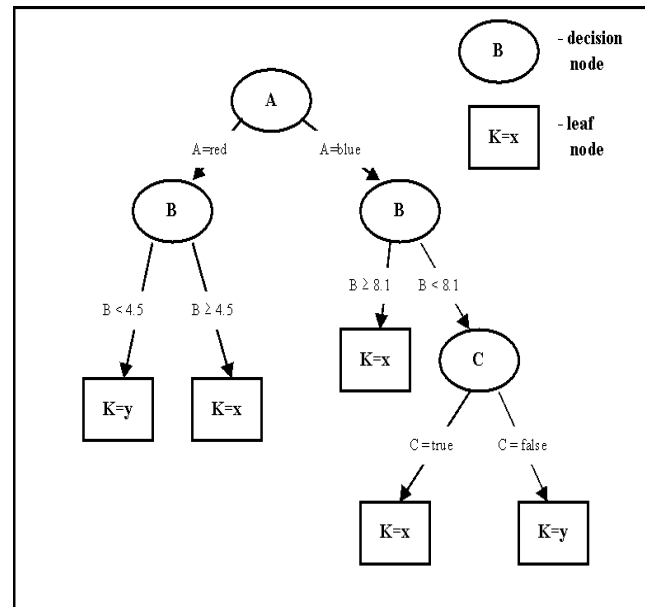 B
- decision
node
A
K=x
- leaf
node
A=red
A=blue
B
B
B < 4.5
B ≥ 4.5
B ≥ 8.1
B < 8.1
K=y
K=x
K=x
C
C = true
C = false
K=x
K=y